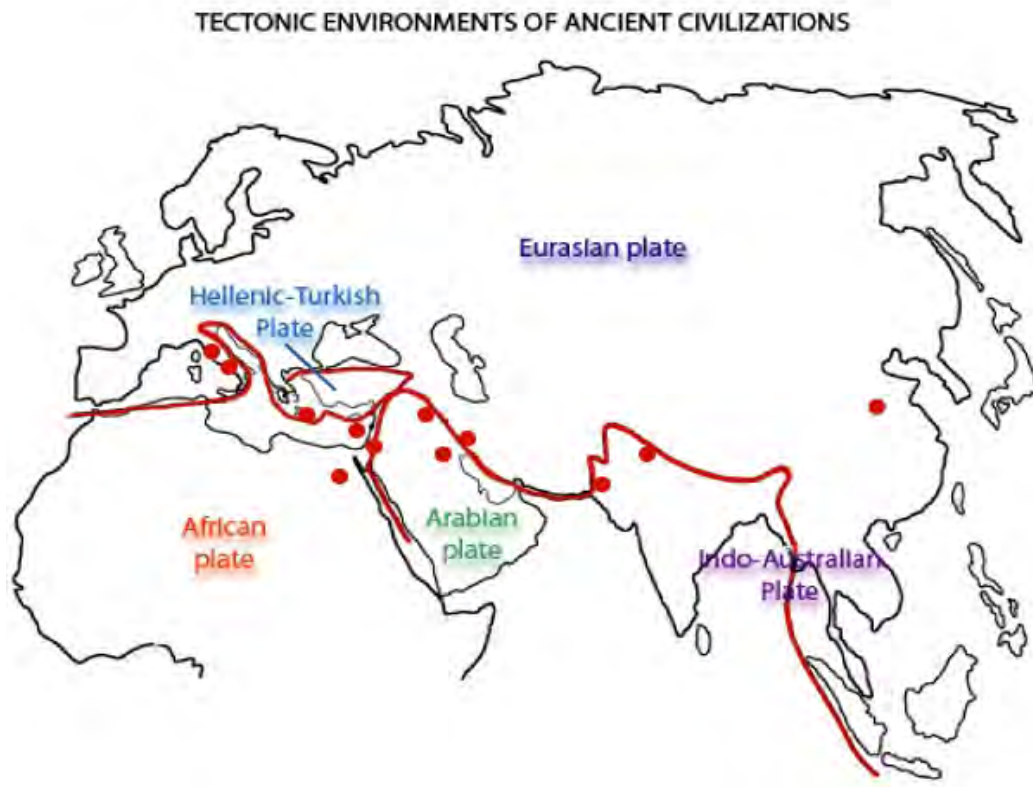 TECTONIC ENVIRONMENTS OF ANCIENT CIVILIZATIONS
Eurasian plate
Hellenic-Turkish
Plate
African
plate
Arabian
plate
Indo-Australian
Plate